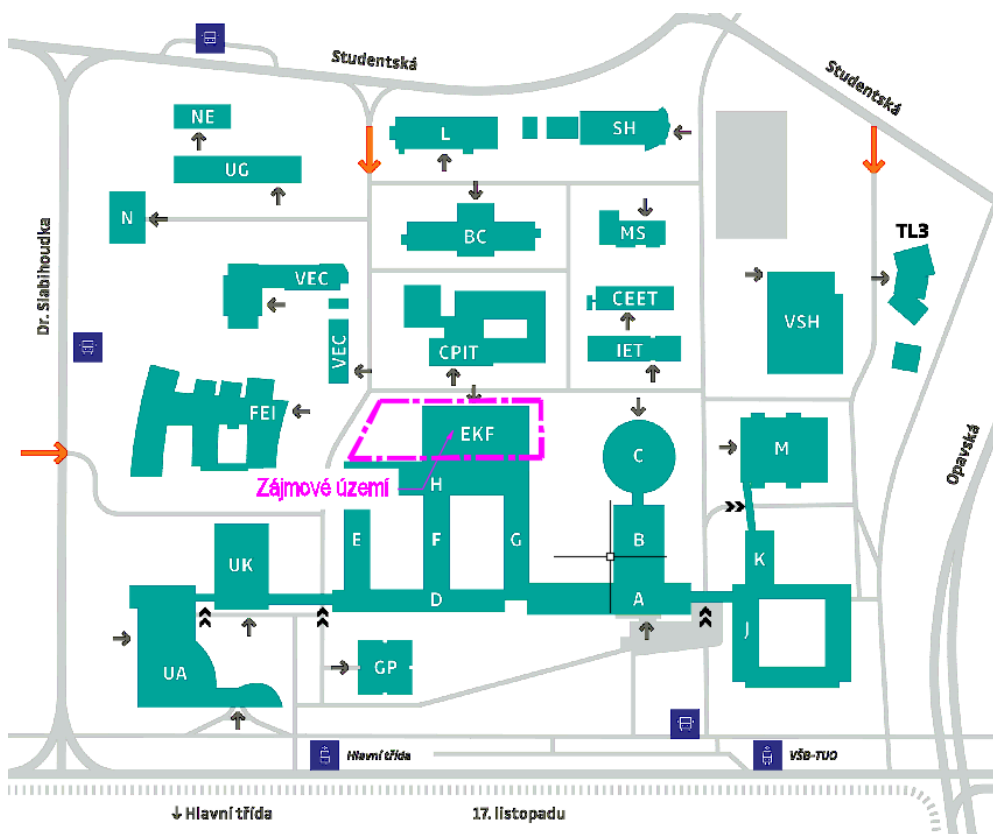 Studentská
Studentská
NE
L
SH
UG
N
BC
MS
TL3
VEC
CEET
VSH
Dr. Slabihoudka
CPIT
IET
VEC
FEI
EKF
C
M
Opavská
Zájmové území
H
E
F
G
B
K
UK
D
A
J
UA
GP
Hlavní třída
VŠB-TUO
↓ Hlavní třída
17. listopadu